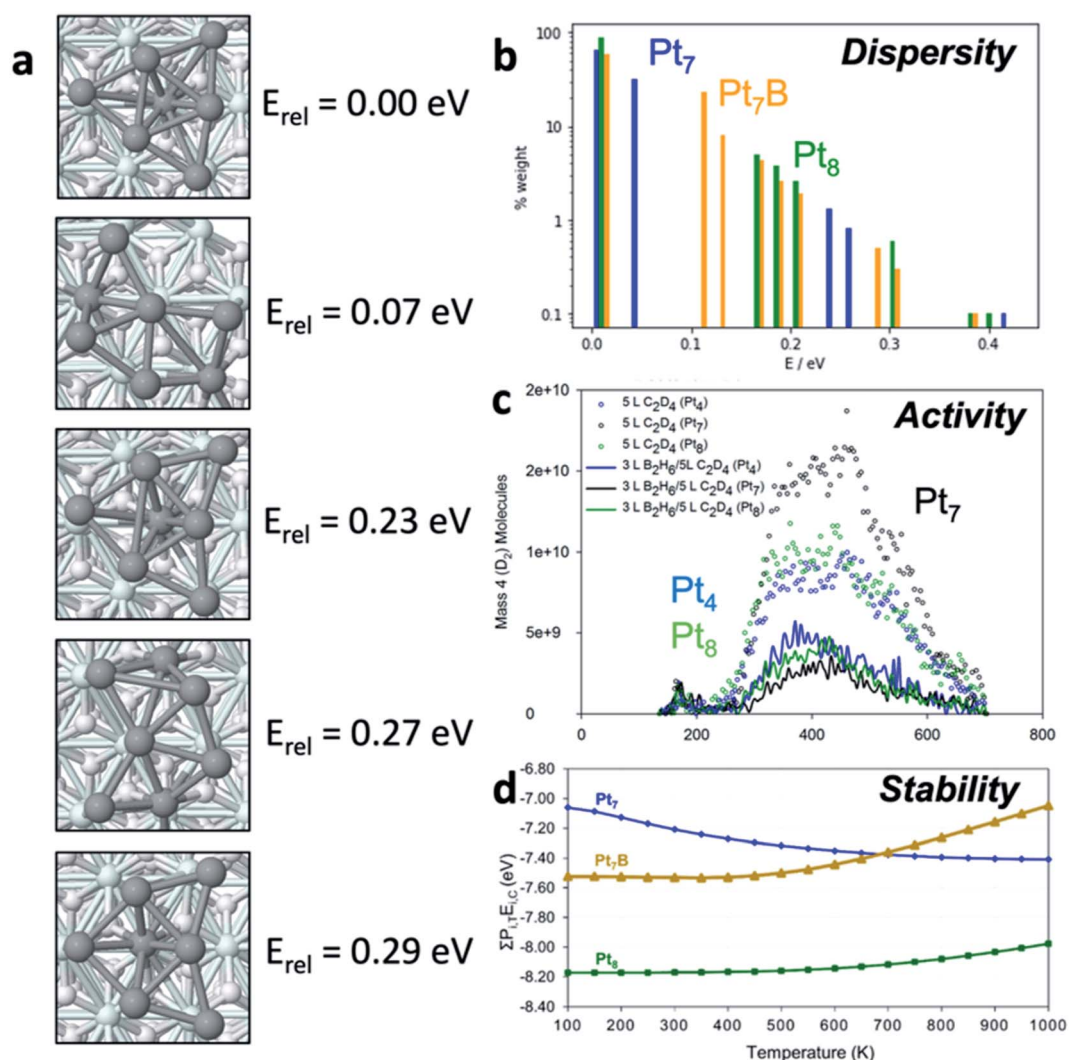 a
E_rel = 0.00 eV
E_rel = 0.07 eV
E_rel = 0.23 eV
E_rel = 0.27 eV
E_rel = 0.29 eV
b
Dispersity
Pt₇
Pt₇B
Pt₈
% weight
100
10
1
0.1
0.0 0.1 0.2 0.3 0.4
E / eV
c
Activity
5 L C₂D₄ (Pt₄)
5 L C₂D₄ (Pt₇)
5 L C₂D₄ (Pt₈)
3 L B₂H₆/5L C₂D₄ (Pt₄)
3 L B₂H₆/5 L C₂D₄ (Pt₇)
3 L B₂H₆/5 L C₂D₄ (Pt₈)
Pt₇
Pt₄
Pt₈
Mass 4 (D₂) Molecules
2e+10
2e+10
1e+10
5e+9
0
0 200 400 600 800
d
Stability
Pt₇
Pt₇B
Pt₈
ΣP_i,TE_i,C (eV)
-6.80
-7.00
-7.20
-7.40
-7.60
-7.80
-8.00
-8.20
-8.40
100 200 300 400 500 600 700 800 900 1000
Temperature (K)